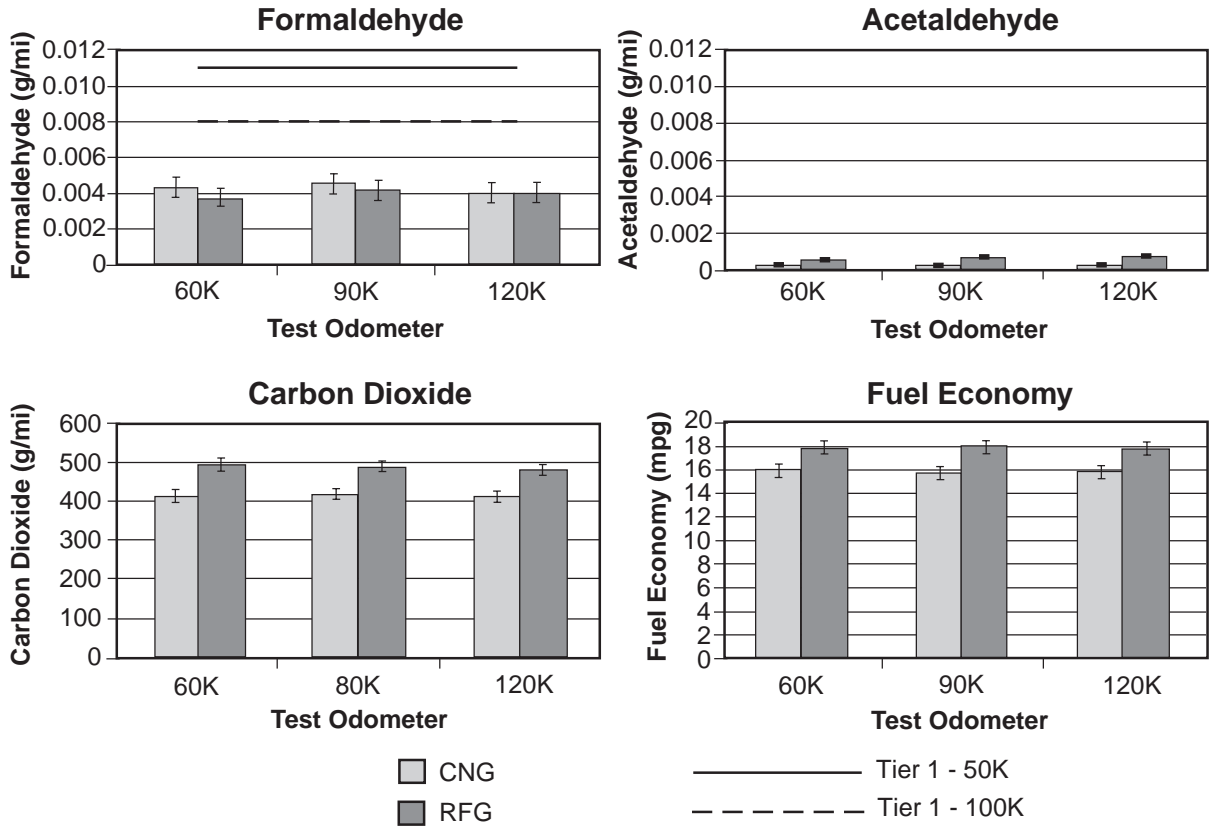 Formaldehyde
Formaldehyde (g/mi)
0.012
0.010
0.008
0.006
0.004
0.002
0
60K 90K 120K
Test Odometer
Acetaldehyde
Acetaldehyde (g/mi)
0.012
0.010
0.008
0.006
0.004
0.002
0
60K 90K 120K
Test Odometer
Carbon Dioxide
Carbon Dioxide (g/mi)
600
500
400
300
200
100
0
60K 80K 120K
Test Odometer
Fuel Economy
Fuel Economy (mpg)
20
18
16
14
12
10
8
6
4
2
0
60K 90K 120K
Test Odometer
CNG
RFG
Tier 1 - 50K
Tier 1 - 100K